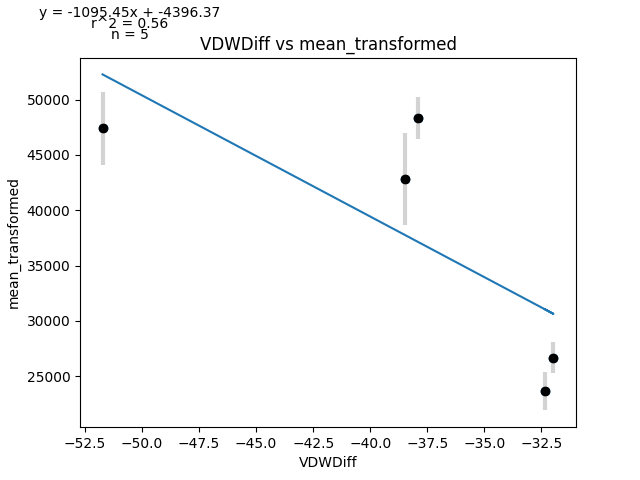 y = -1095.45x + -4396.37
r^2 = 0.56
n = 5
VDWDiff vs mean_transformed
mean_transformed
50000
45000
40000
35000
30000
25000
−52.5 −50.0 −47.5 −45.0 −42.5 −40.0 −37.5 −35.0 −32.5
VDWDiff